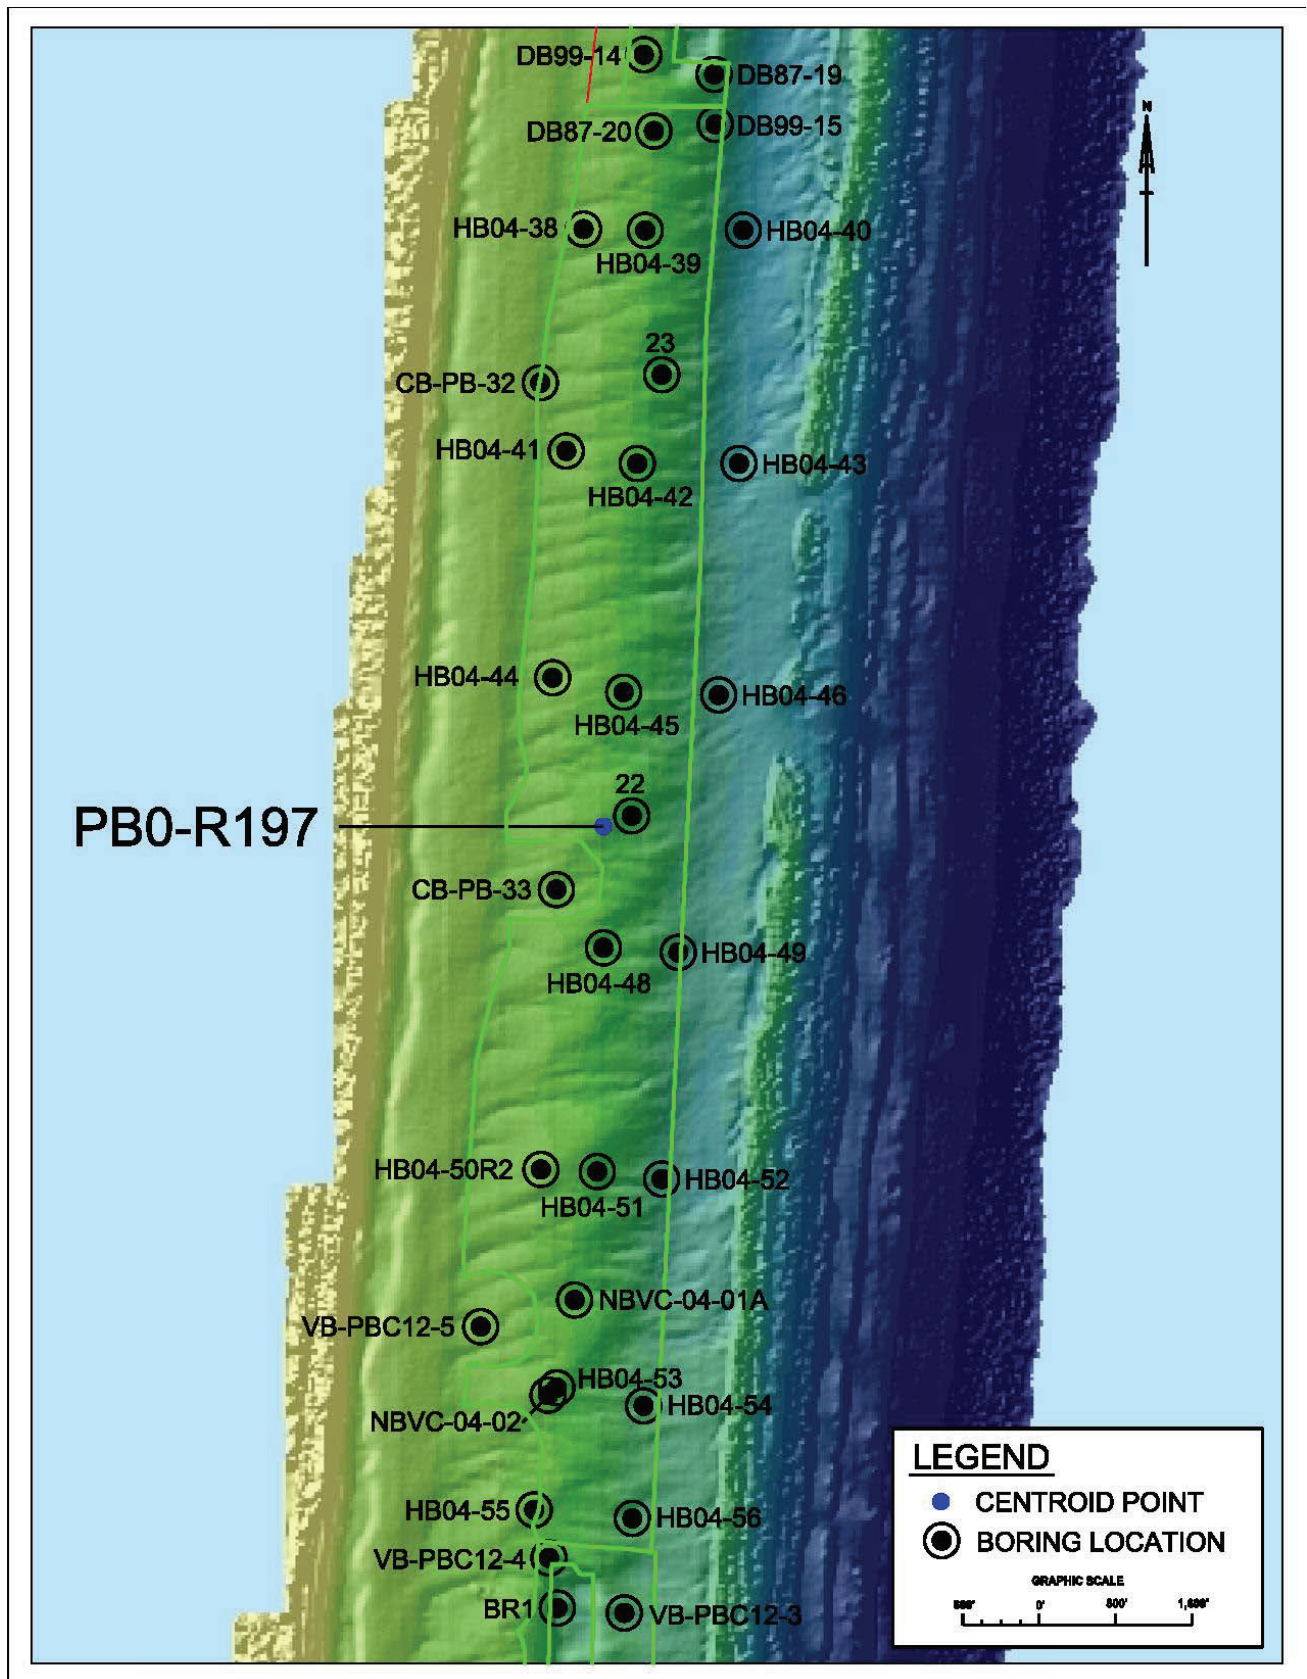 DB99-14
DB87-19
DB87-20
DB99-15
N
HB04-38
HB04-39
HB04-40
23
CB-PB-32
HB04-41
HB04-42
HB04-43
HB04-44
HB04-45
HB04-46
22
PB0-R197
CB-PB-33
HB04-48
HB04-49
HB04-50R2
HB04-51
HB04-52
NBVC-04-01A
VB-PBC12-5
HB04-53
NBVC-04-02
HB04-54
HB04-55
HB04-56
VB-PBC12-4
BR1
VB-PBC12-3
LEGEND
CENTROID POINT
BORING LOCATION
GRAPHIC SCALE
0' 800'